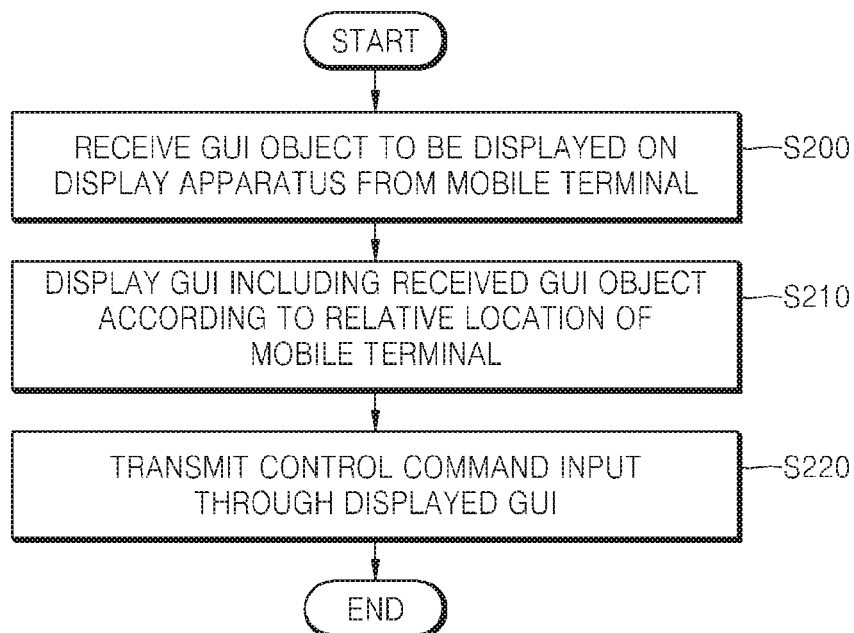 START
RECEIVE GUI OBJECT TO BE DISPLAYED ON
DISPLAY APPARATUS FROM MOBILE TERMINAL
S200
DISPLAY GUI INCLUDING RECEIVED GUI OBJECT
ACCORDING TO RELATIVE LOCATION OF
MOBILE TERMINAL
S210
TRANSMIT CONTROL COMMAND INPUT
THROUGH DISPLAYED GUI
S220
END